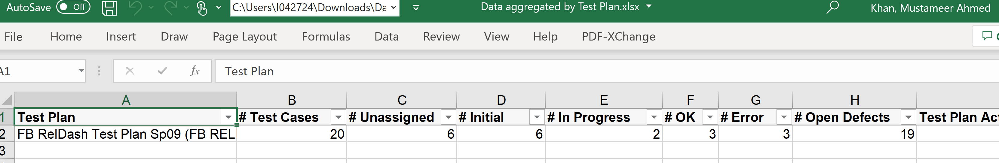 AutoSave Off C:\Users\I042724\Downloads\Da Data aggregated by Test Plan.xlsx Khan, Mustameer Ahmed
File Home Insert Draw Page Layout Formulas Data Review View Help PDF-XChange
A1 fx Test Plan
A B C D E F G H
1 Test Plan # Test Cases # Unassigned # Initial # In Progress # OK # Error # Open Defects Test Plan Act
2 FB RelDash Test Plan Sp09 (FB REL 20 6 6 2 3 3 19
3